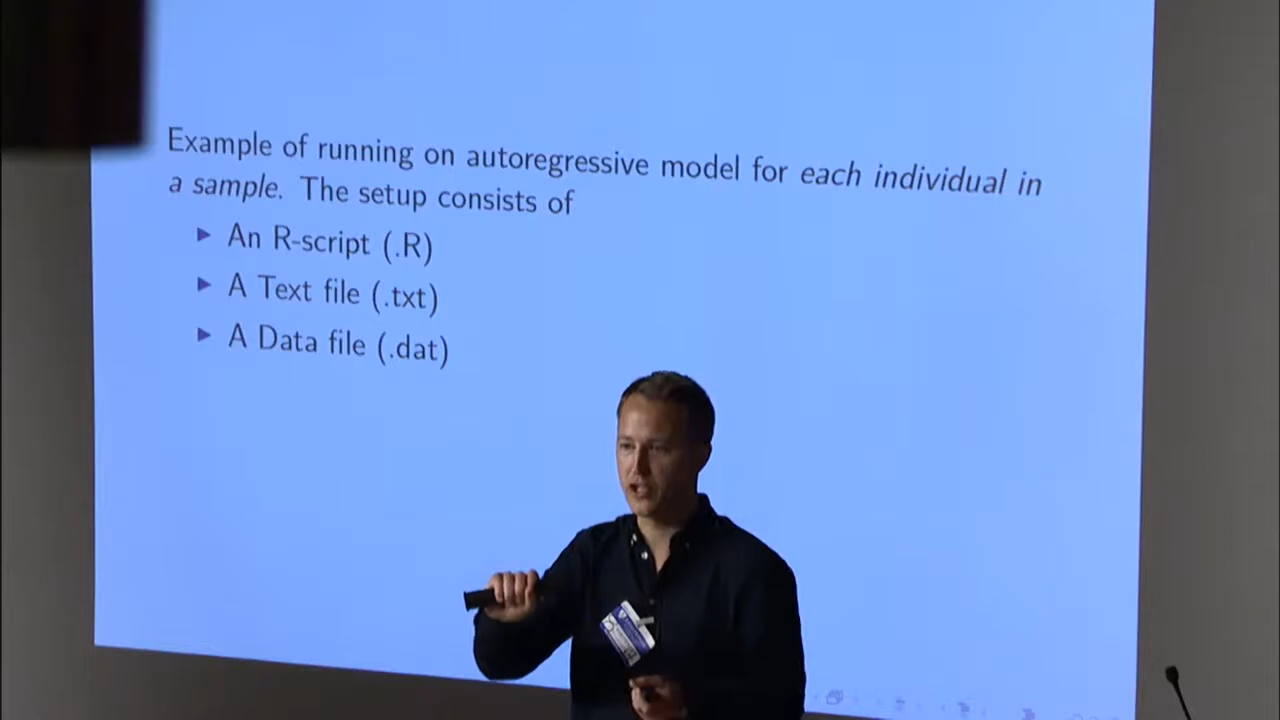 Example of running on autoregressive model for each individual in
a sample. The setup consists of
▶ An R-script (.R)
▶ A Text file (.txt)
▶ A Data file (.dat)